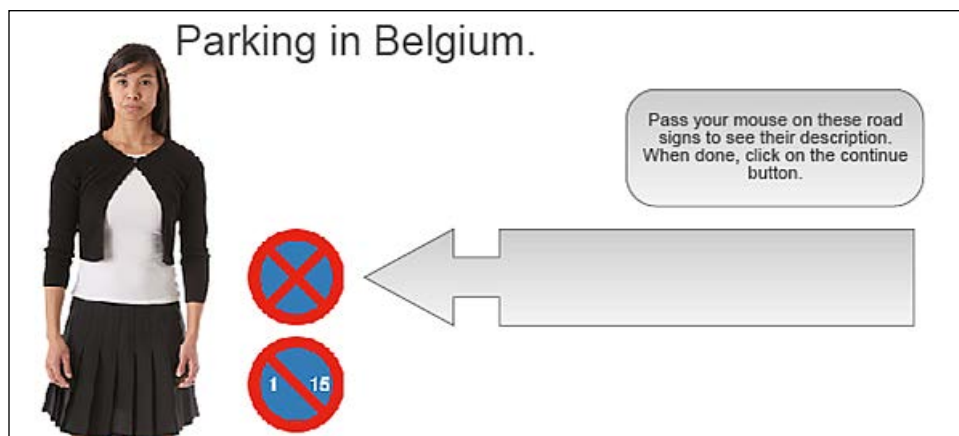 Parking in Belgium.
Pass your mouse on these road
signs to see their description.
When done, click on the continue
button.
1 15